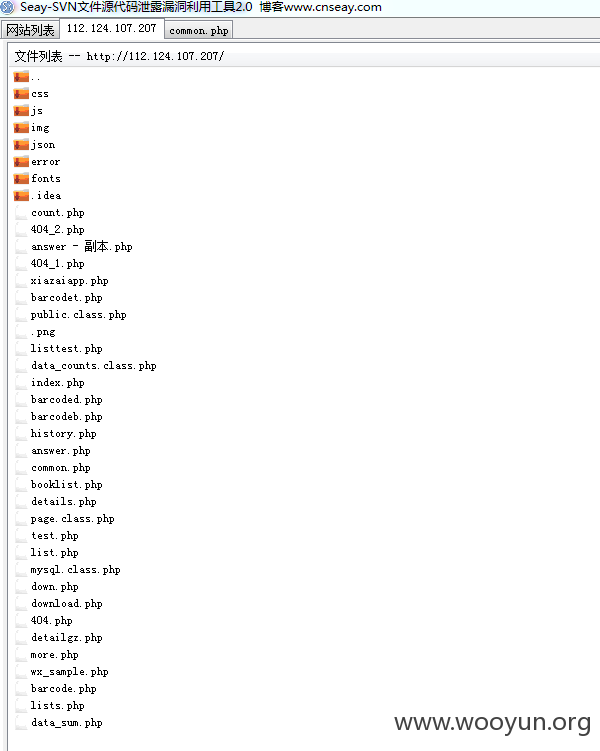 Seay-SVN文件源代码泄露漏洞利用工具2.0 博客www.cnseay.com
网站列表 112.124.107.207 common.php
文件列表 -- http://112.124.107.207/
..
css
js
img
json
error
fonts
.idea
count.php
404_2.php
answer - 副本.php
404_1.php
xiazaiapp.php
barcodet.php
public.class.php
.png
listtest.php
data_counts.class.php
index.php
barcoded.php
barcodeb.php
history.php
answer.php
common.php
booklist.php
details.php
page.class.php
test.php
list.php
mysql.class.php
down.php
download.php
404.php
detailgz.php
more.php
wx_sample.php
barcode.php
lists.php
data_sum.php
www.wooyun.org